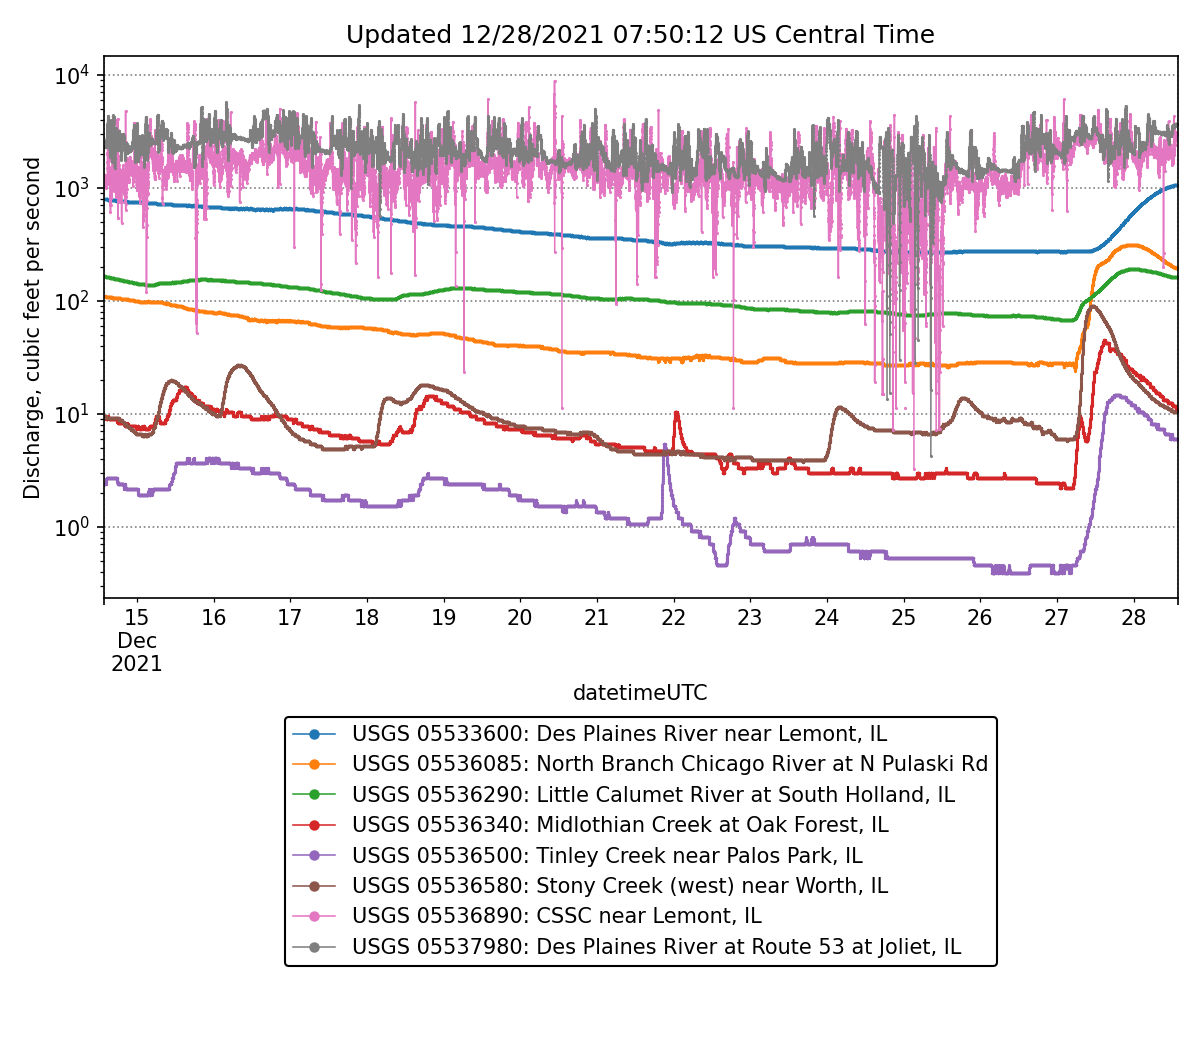 Updated 12/28/2021 07:50:12 US Central Time
Discharge, cubic feet per second
10⁴
10³
10²
10¹
10⁰
15 16 17 18 19 20 21 22 23 24 25 26 27 28
Dec
2021
datetimeUTC
USGS 05533600: Des Plaines River near Lemont, IL
USGS 05536085: North Branch Chicago River at N Pulaski Rd
USGS 05536290: Little Calumet River at South Holland, IL
USGS 05536340: Midlothian Creek at Oak Forest, IL
USGS 05536500: Tinley Creek near Palos Park, IL
USGS 05536580: Stony Creek (west) near Worth, IL
USGS 05536890: CSSC near Lemont, IL
USGS 05537980: Des Plaines River at Route 53 at Joliet, IL